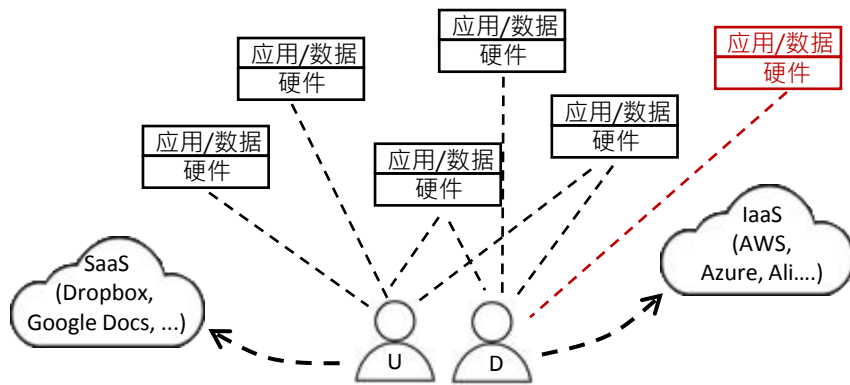 应用/数据
硬件
应用/数据
硬件
应用/数据
硬件
应用/数据
硬件
应用/数据
硬件
应用/数据
硬件
SaaS
(Dropbox,
Google Docs, ...)
IaaS
(AWS,
Azure, Ali....)
U
D